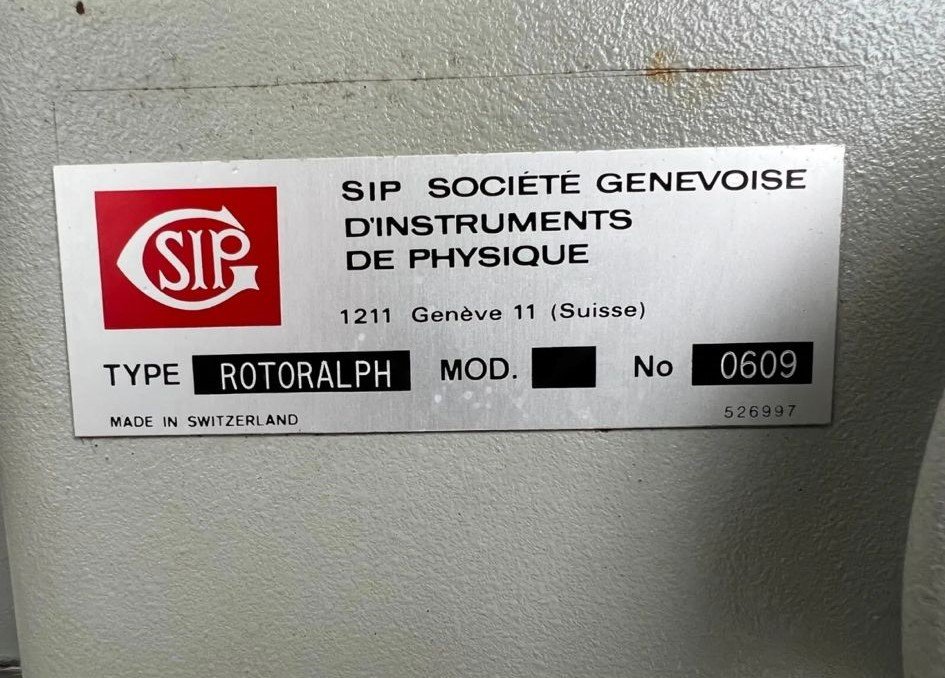 SIP
SIP SOCIÉTÉ GENEVOISE
D'INSTRUMENTS
DE PHYSIQUE
1211 Genève 11 (Suisse)
TYPE ROTORALPH MOD. No 0609
MADE IN SWITZERLAND 526997